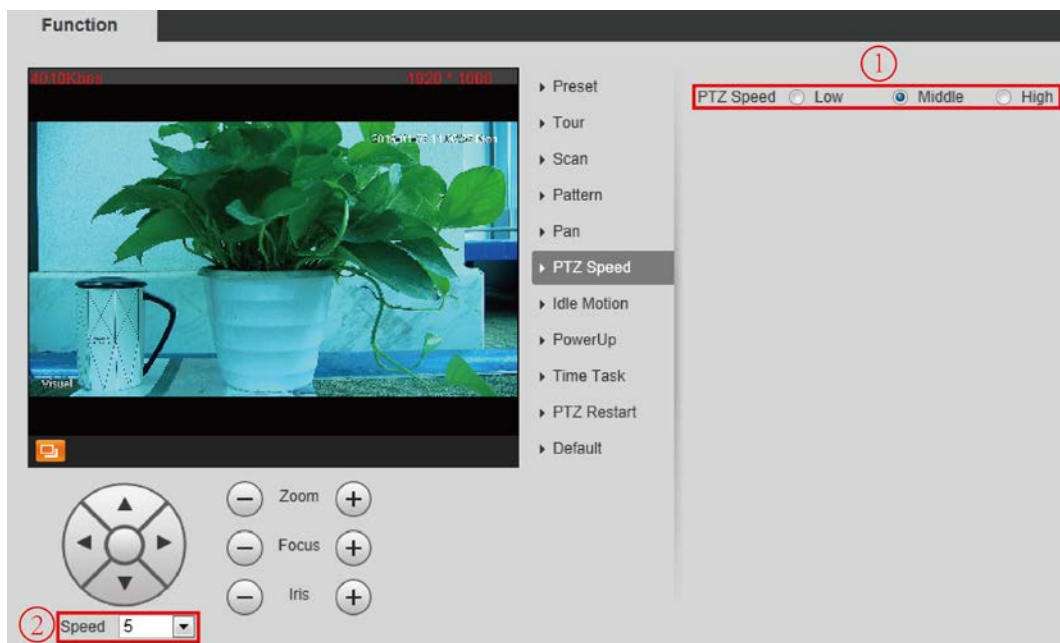 Function
4010Kbps 1920 * 1080
Visuel
Preset
Tour
Scan
Pattern
Pan
PTZ Speed
Idle Motion
PowerUp
Time Task
PTZ Restart
Default
①
PTZ Speed Low Middle High
Zoom
Focus
Iris
② Speed 5